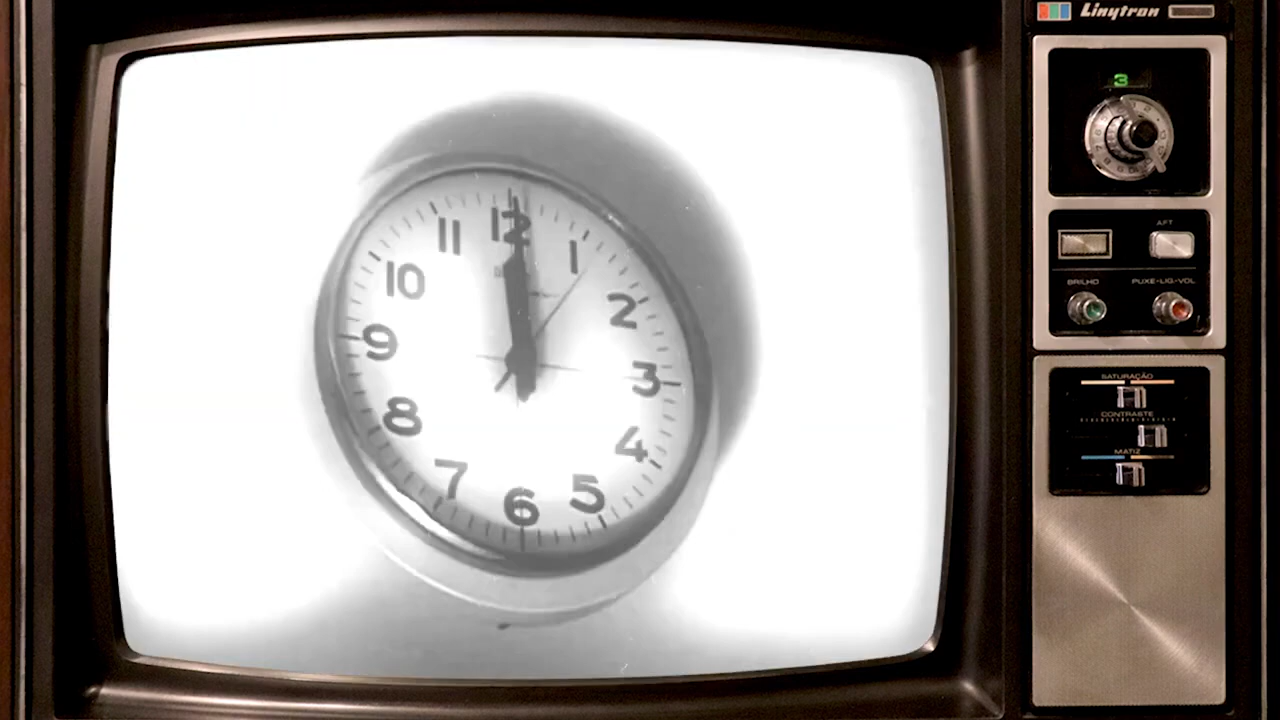 Linytron
3
AFT
BRILHO
PUXE-LIG.-VOL
SATURAÇÃO
CONTRASTE
MATIZ
12
1
2
3
4
5
6
7
8
9
10
11